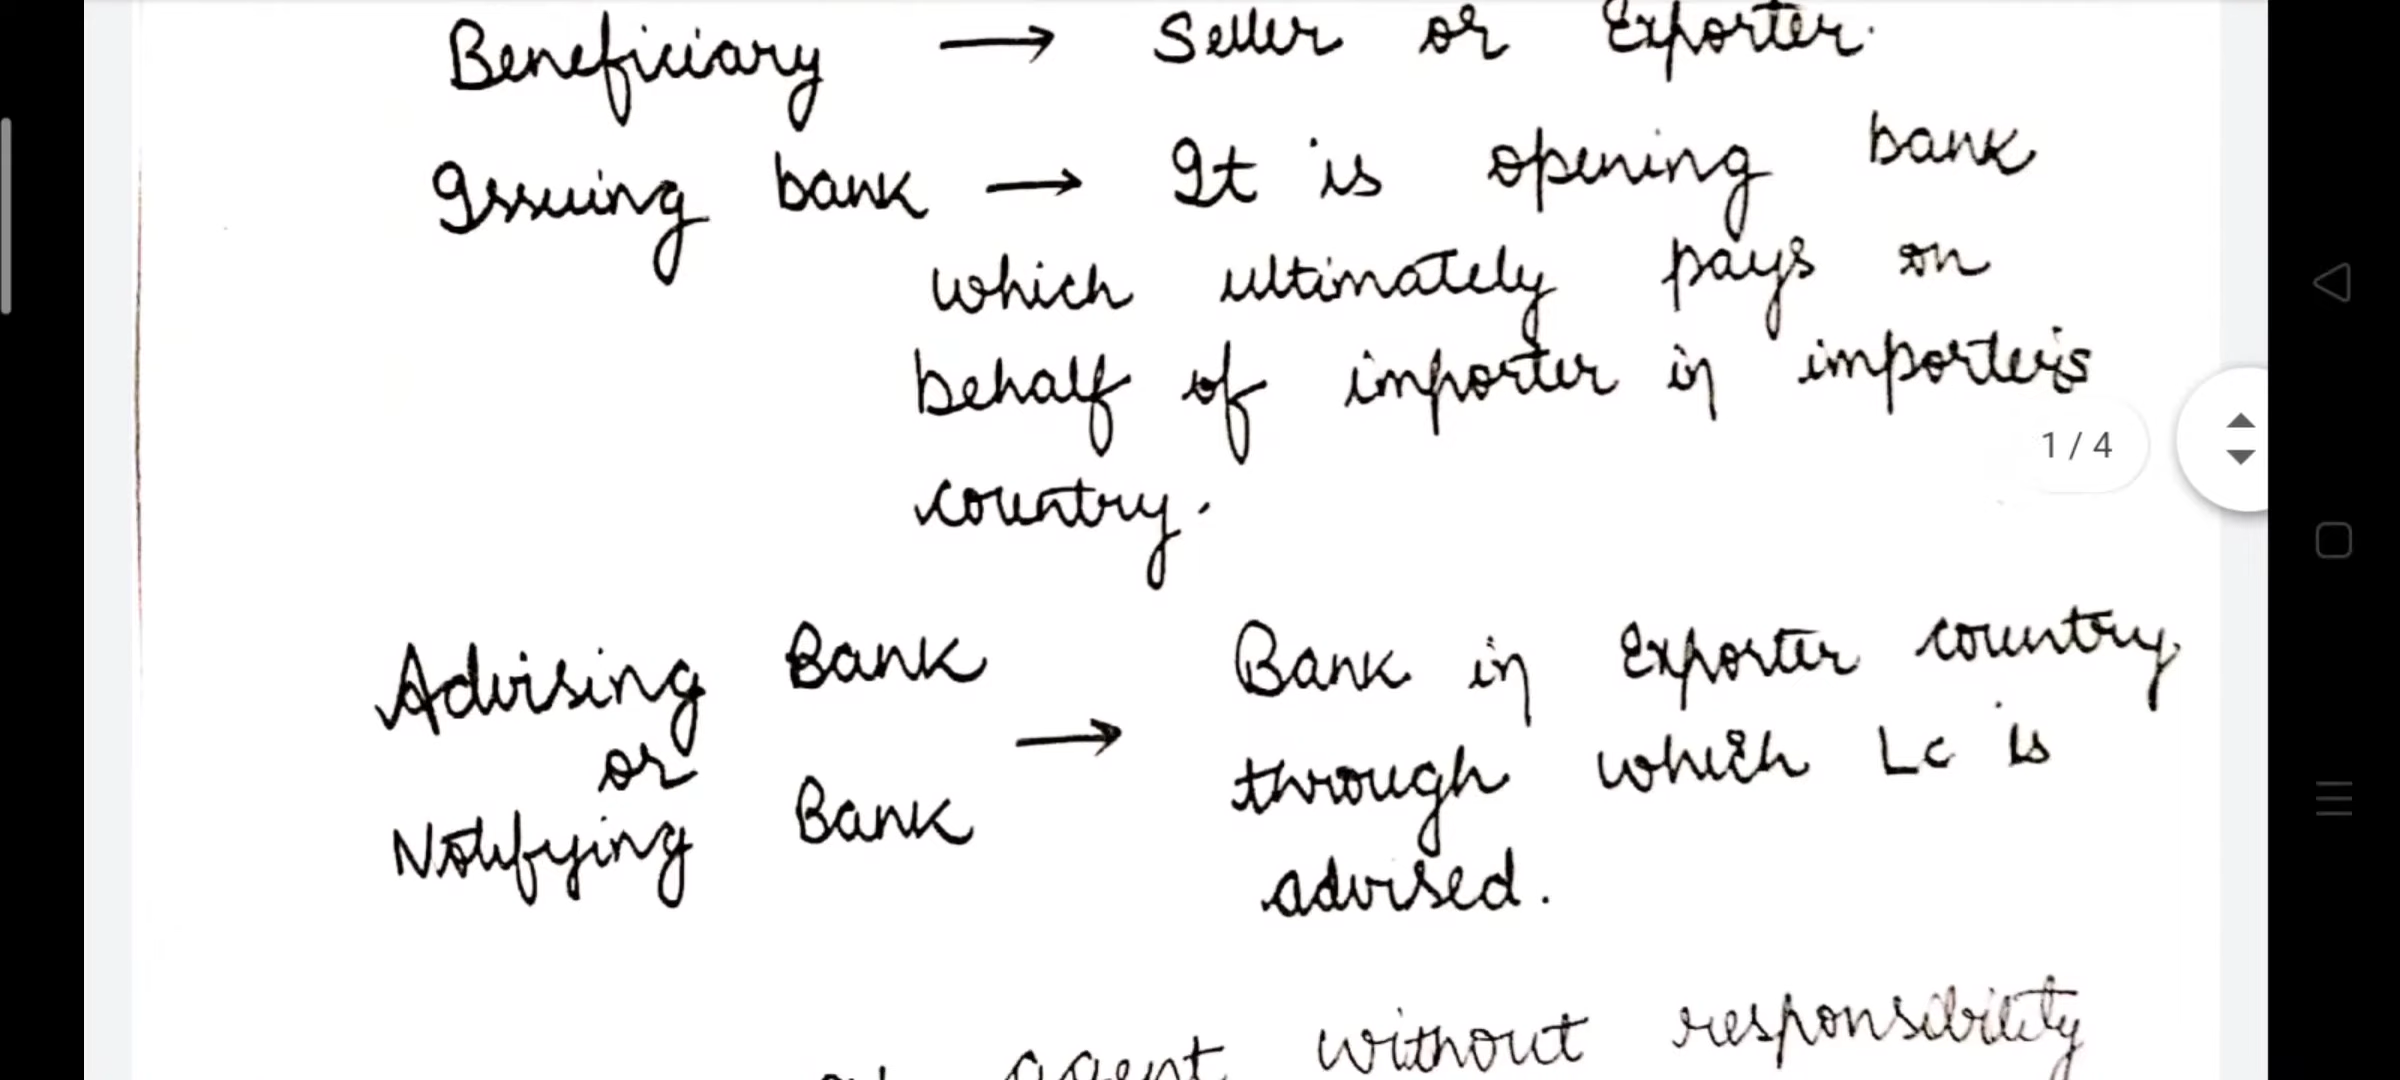 Beneficiary → Seller or Exporter.
Issuing bank → It is opening bank
which ultimately pays on
behalf of importer in importer's
1 / 4
country.
Advising Bank → Bank in Exporter country
or
through which LC is
Notifying Bank
advised.
agent without responsibility